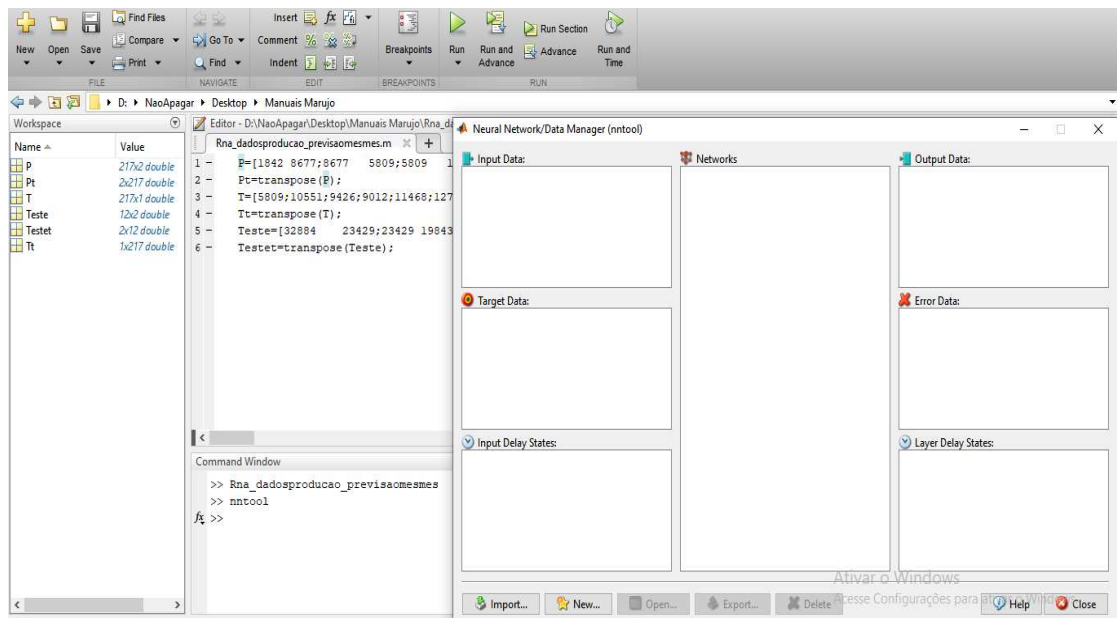 Find Files
Insert fx
Compare
Go To
Comment
Breakpoints
Run Section
New Open Save
Print
Find
Indent
Run
Run and Advance
Advance
Run and Time
FILE
NAVIGATE
EDIT
BREAKPOINTS
RUN
D: NaoApagar Desktop Manuais Marujo
Workspace
Name Value
P 217x2 double
Pt 2x217 double
T 217x1 double
Teste 12x2 double
Testet 2x12 double
Tt 1x217 double
Editor - D:\NaoApagar\Desktop\Manuais Marujo\Rna_da
Rna_dadosproducao_previsaomesmes.m
1 - P=[1842 8677;8677 5809;5809 1
2 - Pt=transpose(P);
3 - T=[5809;10551;9426;9012;11468;127
4 - Tt=transpose(T);
5 - Teste=[32884 23429;23429 19843
6 - Testet=transpose(Teste);
Command Window
>> Rna_dadosproducao_previsaomesmes
>> nntool
fx >>
Neural Network/Data Manager (nntool)
Input Data:
Networks
Output Data:
Target Data:
Error Data:
Input Delay States:
Layer Delay States:
Ativar o Windows
Acesse Configurações para
Import...
New...
Open...
Export...
Delete
Help
Close